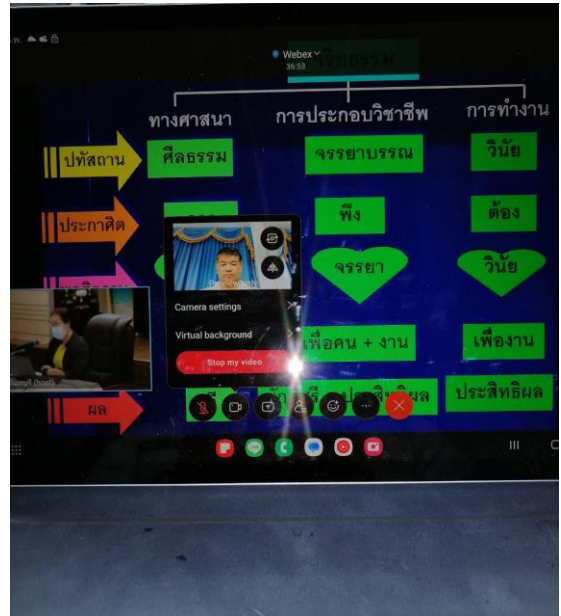 Webex
36:53
ทางศาสนา
การประกอบวิชาชีพ
การทำงาน
ปทัสถาน
ศีลธรรม
จรรยาบรรณ
วินัย
ประกาศิต
พึง
ต้อง
จรรยา
วินัย
Camera settings
Virtual background
Stop my video
(host)
เพื่อคน + งาน
เพื่องาน
ผล
ประสิทธิผล